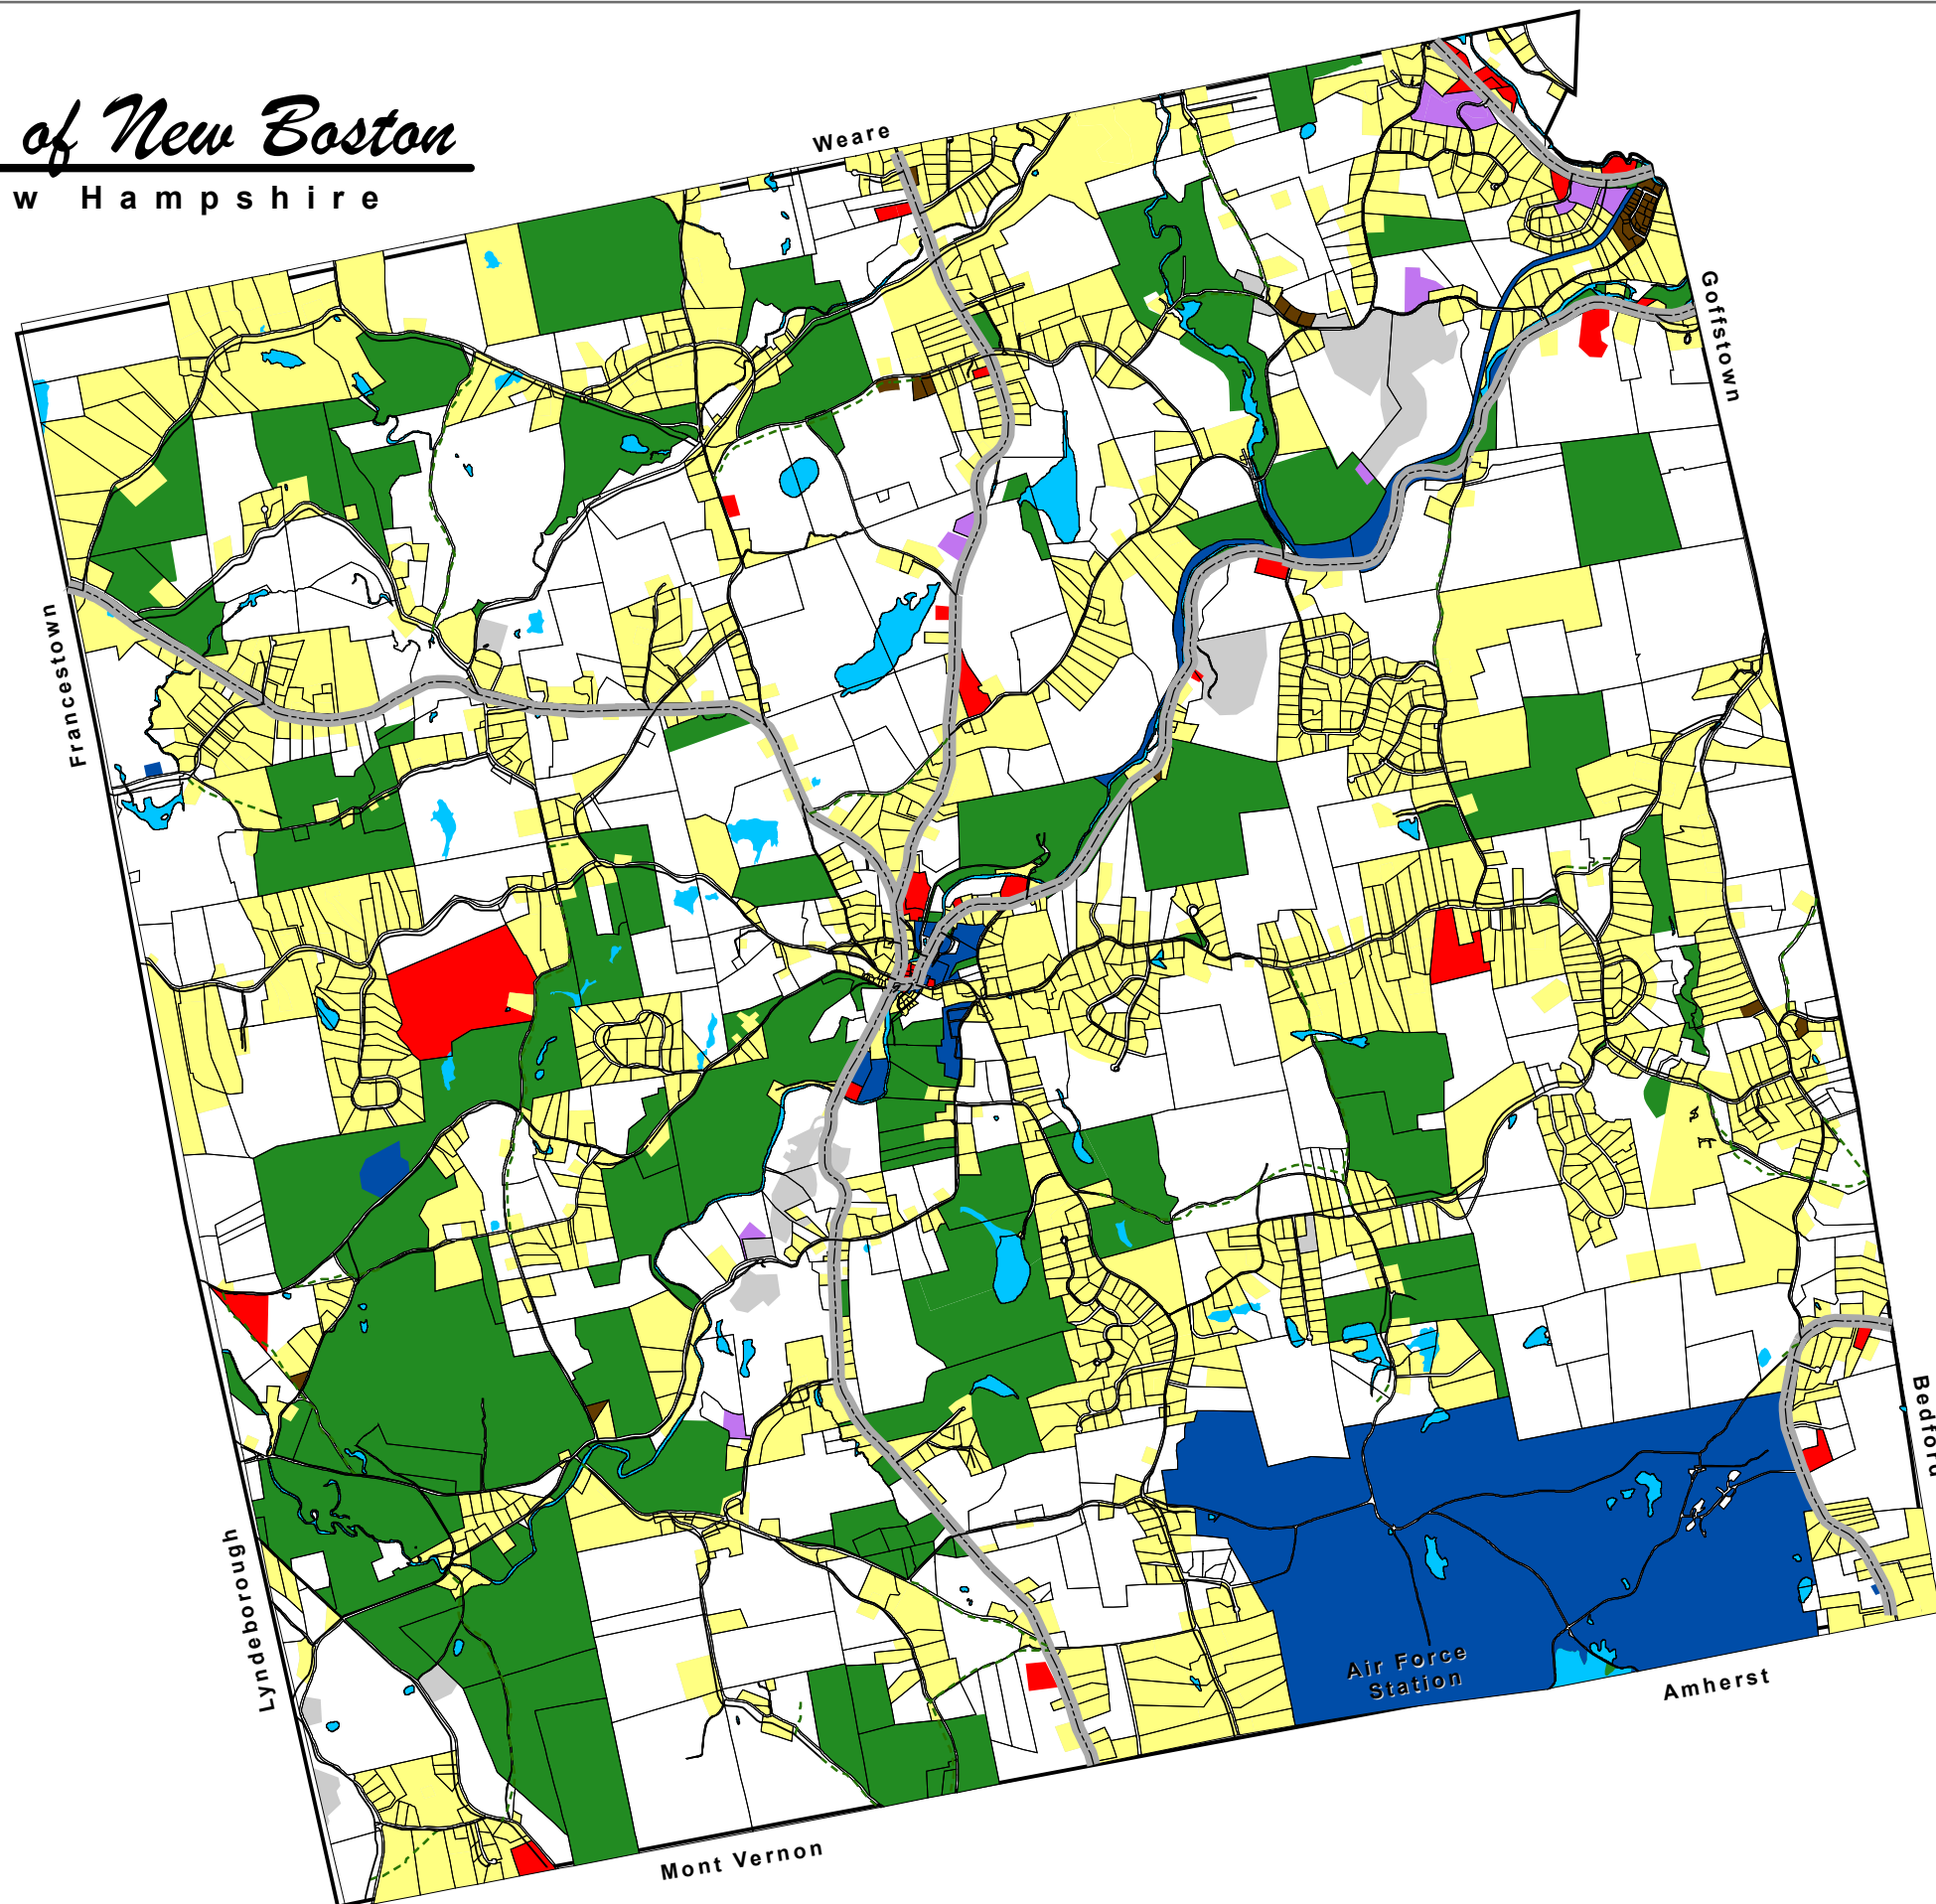 of New Boston
w Hampshire
Weare
Goffstown
Francestown
Bedford
Lyndeborough
Air Force
Station
Amherst
Mont Vernon